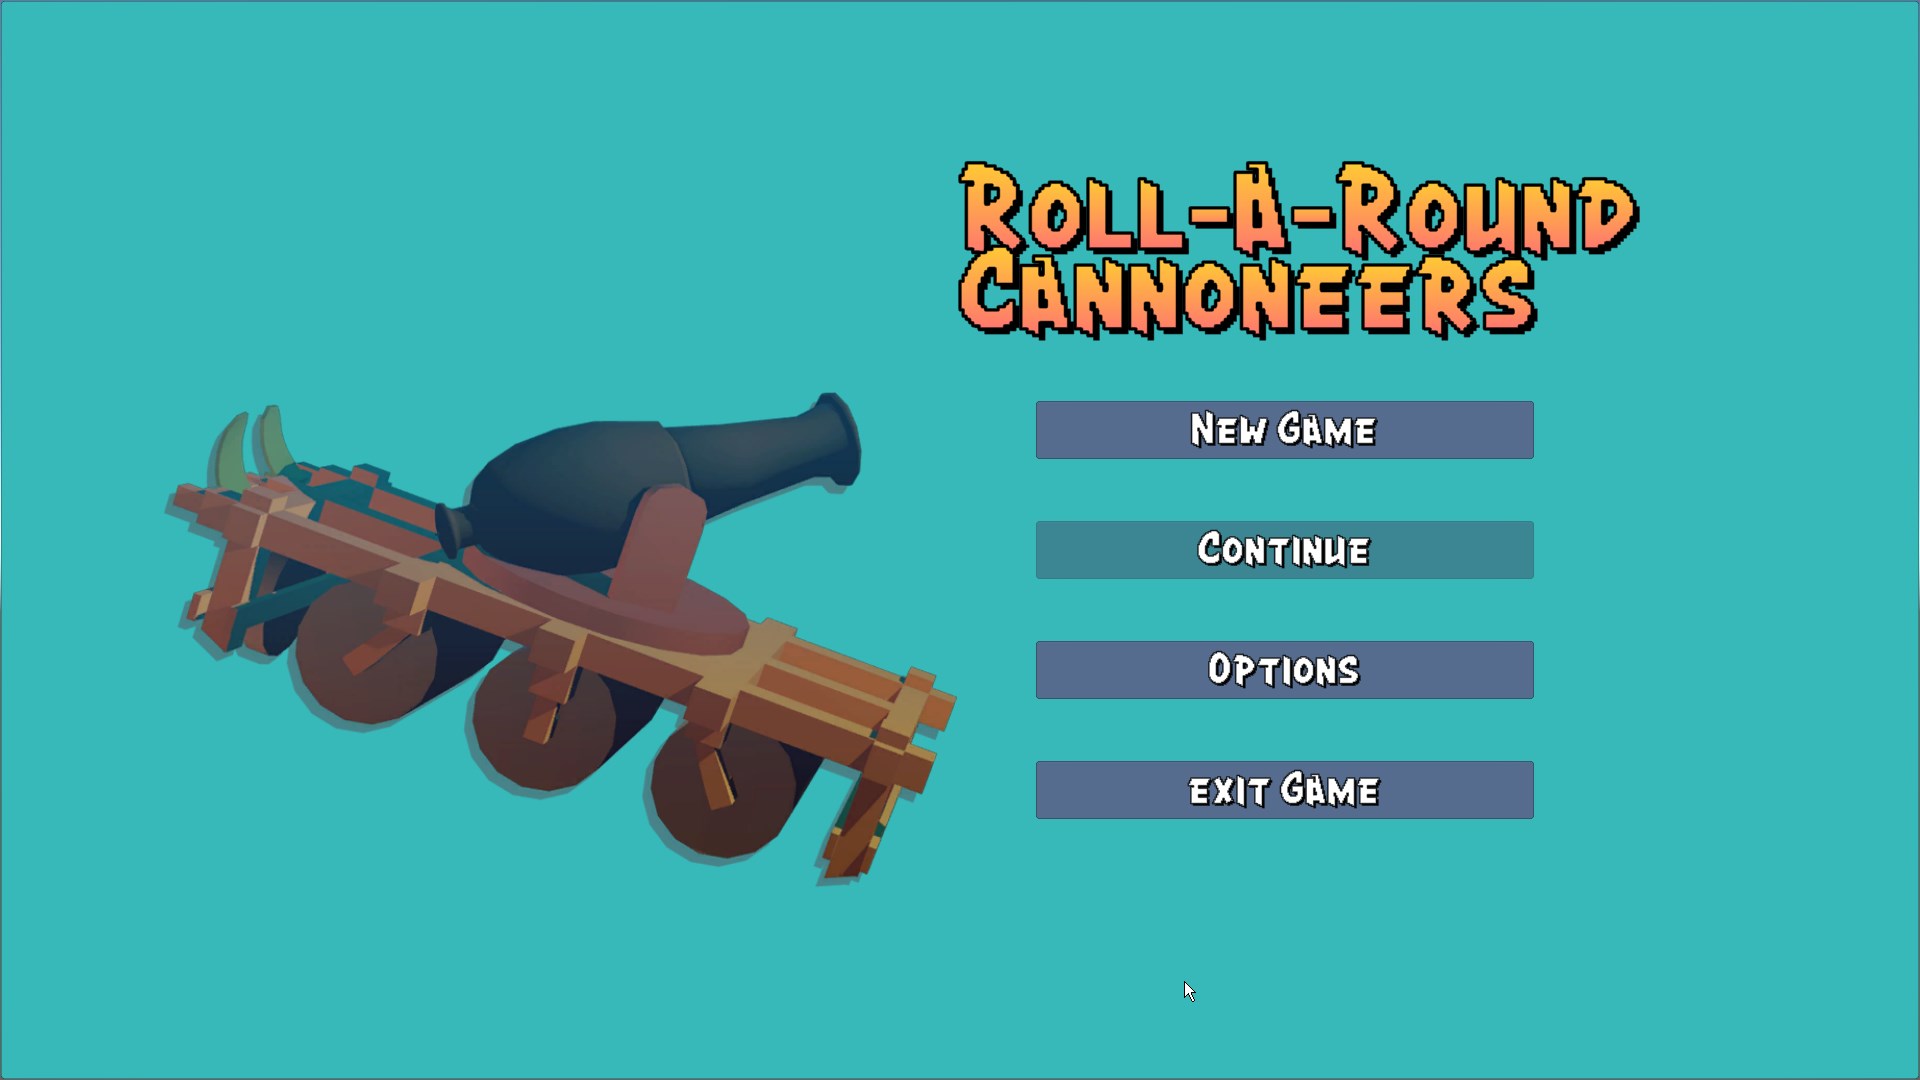 Roll-A-Round
Cannoneers
New Game
Continue
Options
Exit Game